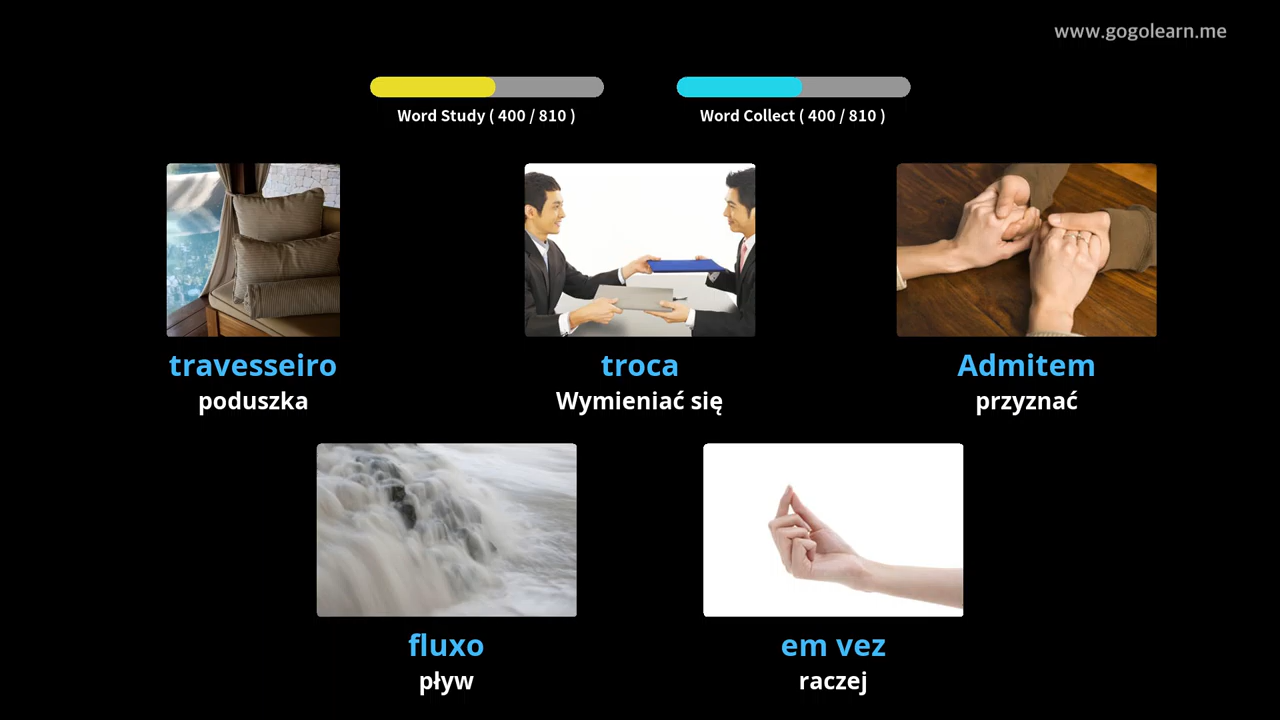 www.gogolearn.me
Word Study ( 400 / 810 )
Word Collect ( 400 / 810 )
travesseiro
poduszka
troca
Wymieniać się
Admitem
przyznać
fluxo
pływ
em vez
raczej